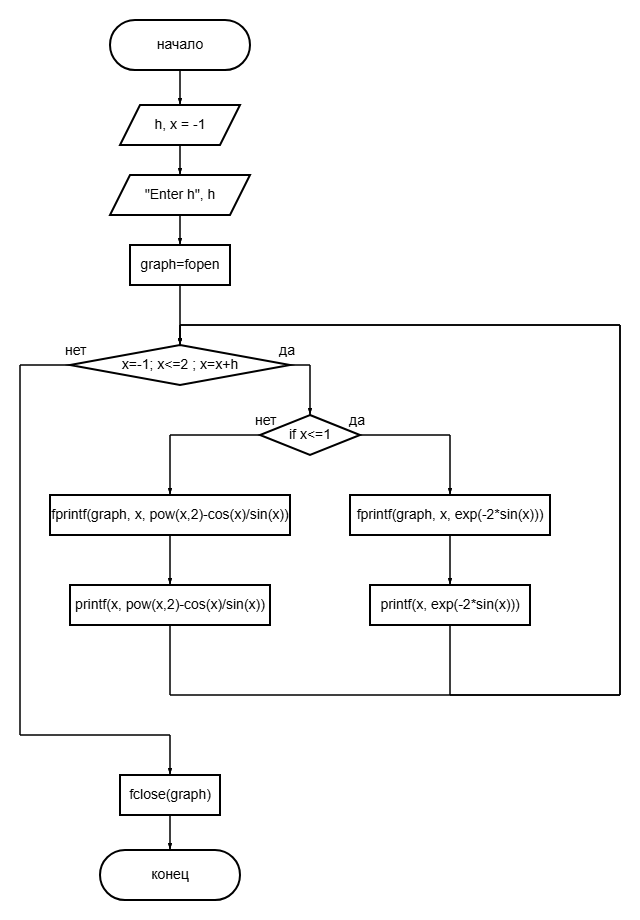 начало
h, x = -1
"Enter h", h
graph=fopen
нет
да
x=-1; x<=2 ; x=x+h
нет
да
if x<=1
fprintf(graph, x, pow(x,2)-cos(x)/sin(x))
fprintf(graph, x, exp(-2*sin(x)))
printf(x, pow(x,2)-cos(x)/sin(x))
printf(x, exp(-2*sin(x)))
fclose(graph)
конец